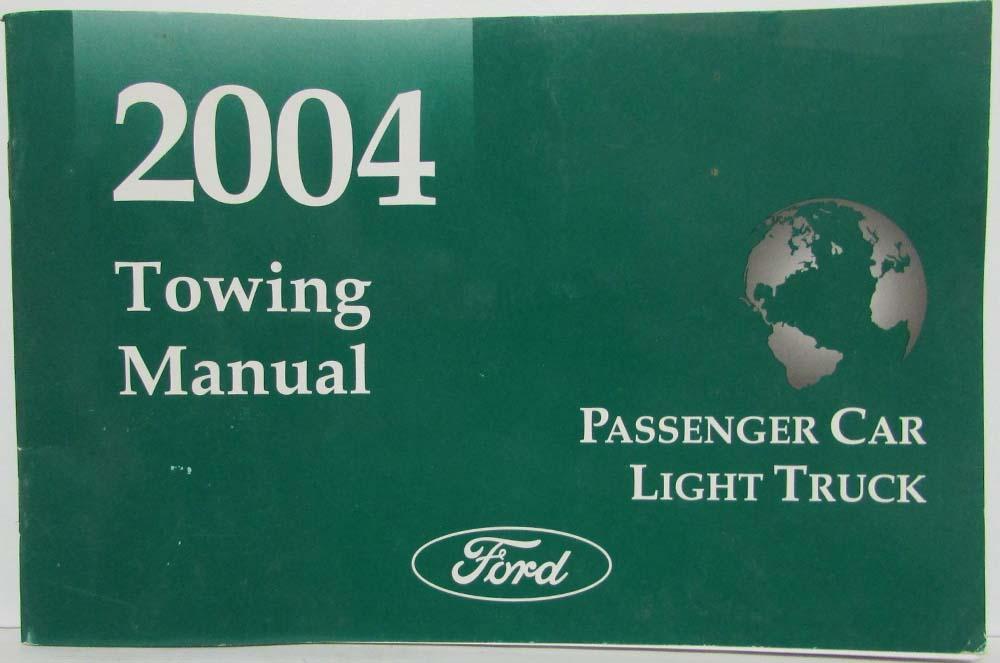 2004
Towing
Manual
PASSENGER CAR
LIGHT TRUCK
Ford